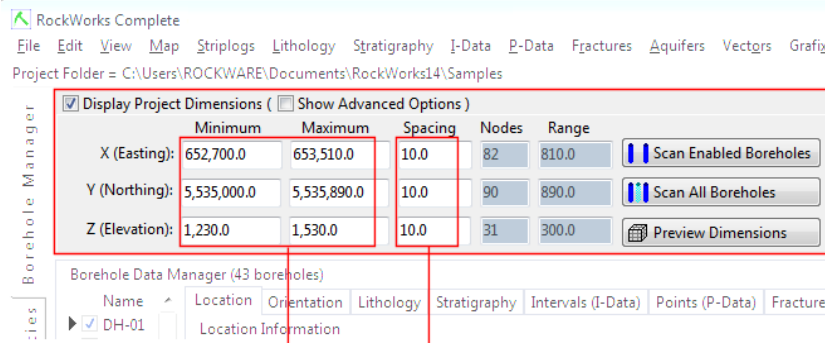 RockWorks Complete
File Edit View Map Striplogs Lithology Stratigraphy I-Data P-Data Fractures Aquifers Vectors Grafix
Project Folder = C:\Users\ROCKWARE\Documents\RockWorks14\Samples
Display Project Dimensions ( Show Advanced Options )
Minimum Maximum Spacing Nodes Range
X (Easting): 652,700.0 653,510.0 10.0 82 810.0 Scan Enabled Boreholes
Y (Northing): 5,535,000.0 5,535,890.0 10.0 90 890.0 Scan All Boreholes
Z (Elevation): 1,230.0 1,530.0 10.0 31 300.0 Preview Dimensions
Borehole Manager
Borehole Data Manager (43 boreholes)
Name Location Orientation Lithology Stratigraphy Intervals (I-Data) Points (P-Data) Fracture
DH-01 Location Information